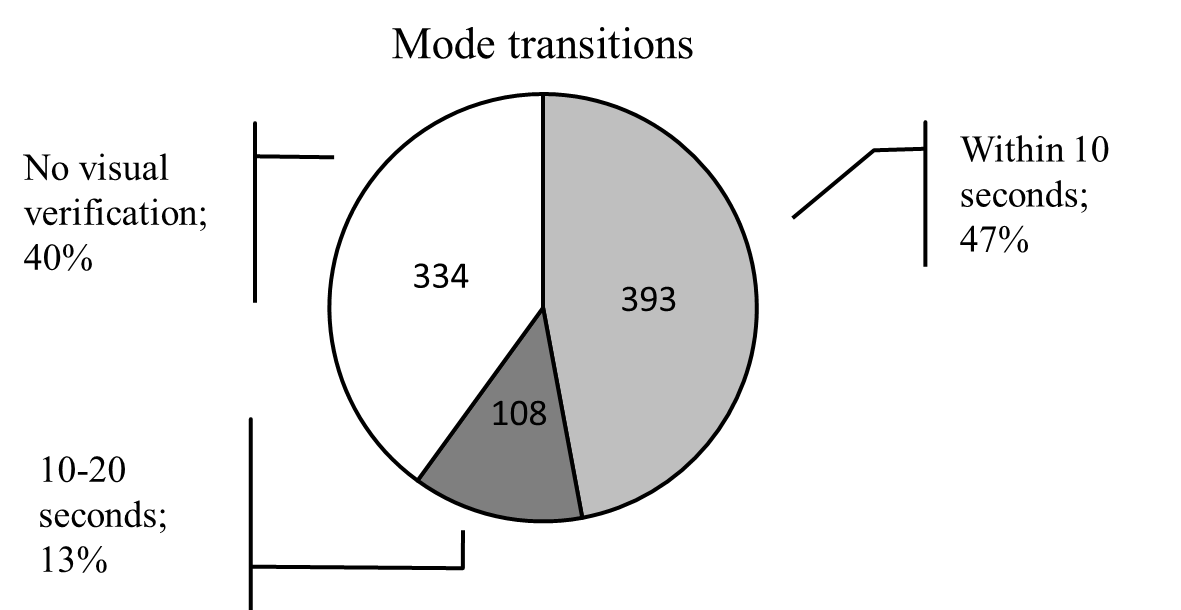 Mode transitions
No visual
verification;
40%
Within 10
seconds;
47%
334
393
108
10-20
seconds;
13%